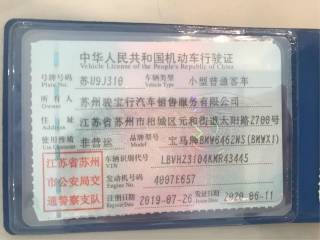 中华人民共和国机动车行驶证
Vehicle License of the People's Republic of China
号牌号码 苏U9J310 车辆类型 小型普通客车
Plate No. Vehicle Type
所有人 苏州骏宝行汽车销售服务有限公司
Owner
住址 江苏省苏州市相城区元和街道太阳路2700号
Address
使用性质 非营运 品牌型号 宝马牌BMW6462WS(BMWX1)
Use Character Model
江苏省苏州
市公安局交
通警察支队
车辆识别代号 LBVHZ3104KMR43445
VIN
发动机号码 4007E657
Engine No.
注册日期 2019-07-26 发证日期 2020-06-11
Register Date Issue Date